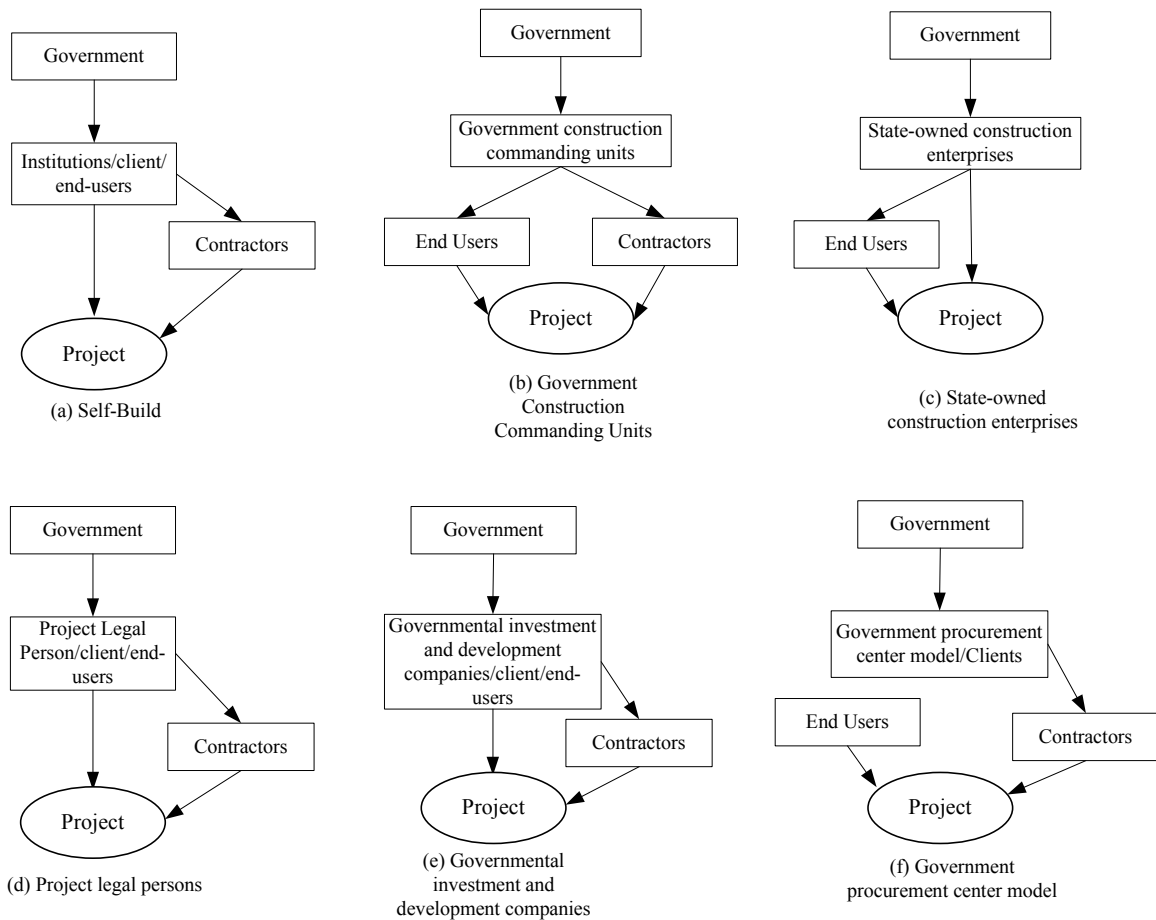 Government
Institutions/client/
end-users
Contractors
Project
(a) Self-Build
Government
Government construction
commanding units
End Users
Contractors
Project
(b) Government
Construction
Commanding Units
Government
State-owned construction
enterprises
End Users
Project
(c) State-owned
construction enterprises
Government
Project Legal
Person/client/end-
users
Contractors
Project
(d) Project legal persons
Government
Governmental investment
and development
companies/client/end-
users
Contractors
Project
(e) Governmental
investment and
development companies
Government
Government procurement
center model/Clients
End Users
Contractors
Project
(f) Government
procurement center model